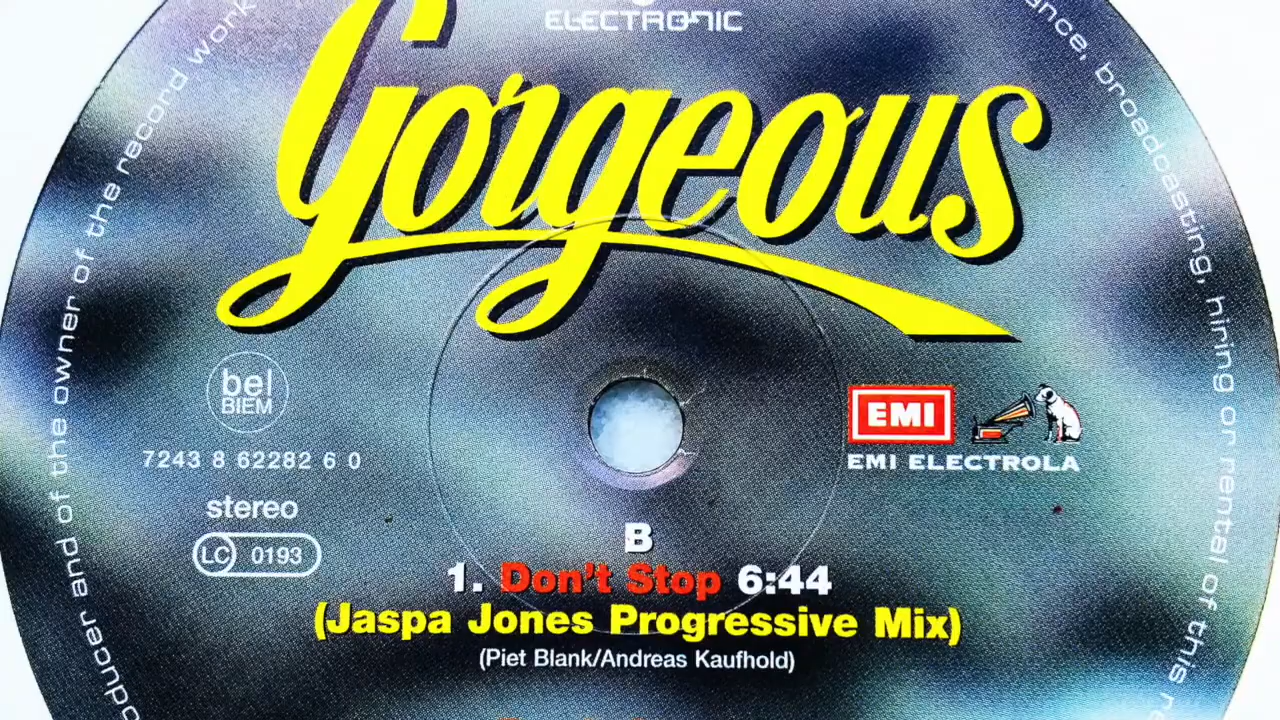 ELECTRONIC
Gorgeous
producer and of the owner of the record work
performance, broadcasting, hiring or rental of this
bel
BIEM
7243 8 62282 6 0
stereo
LC 0193
EMI
EMI ELECTROLA
B
1. Don't Stop 6:44
(Jaspa Jones Progressive Mix)
(Piet Blank/Andreas Kaufhold)